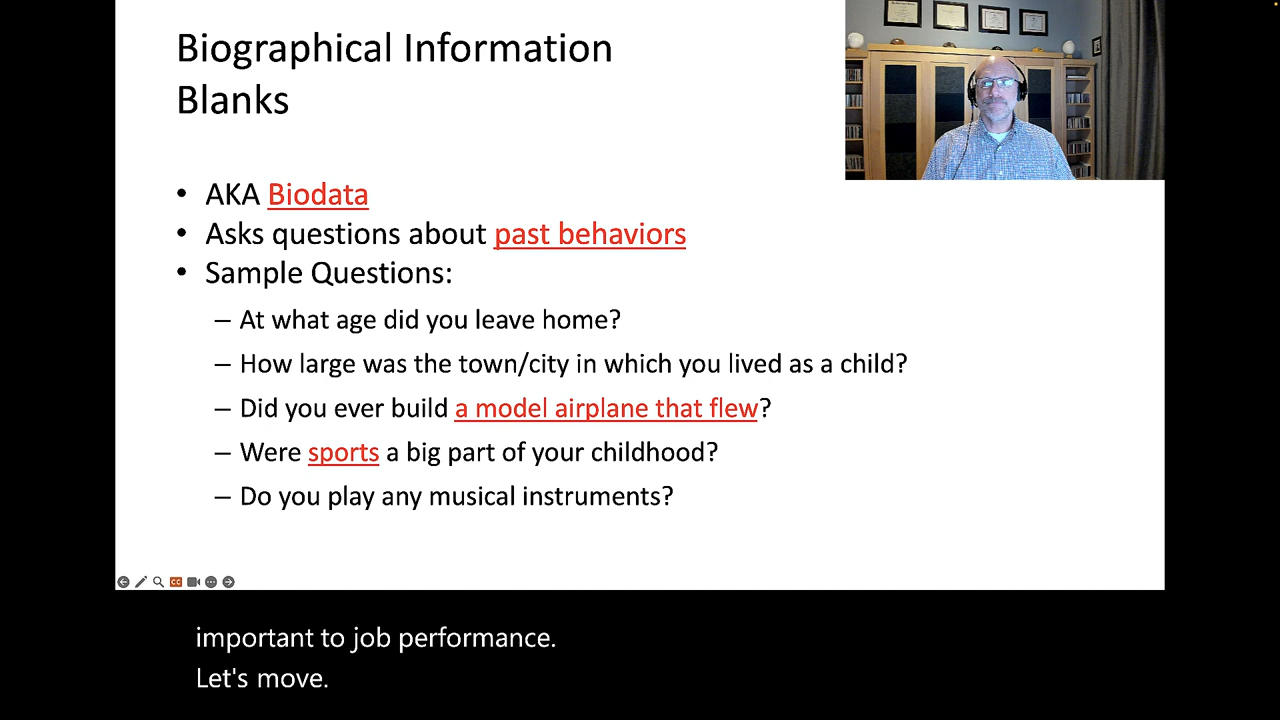 Biographical Information
Blanks
• AKA Biodata
• Asks questions about past behaviors
• Sample Questions:
– At what age did you leave home?
– How large was the town/city in which you lived as a child?
– Did you ever build a model airplane that flew?
– Were sports a big part of your childhood?
– Do you play any musical instruments?
CC
important to job performance.
Let's move.